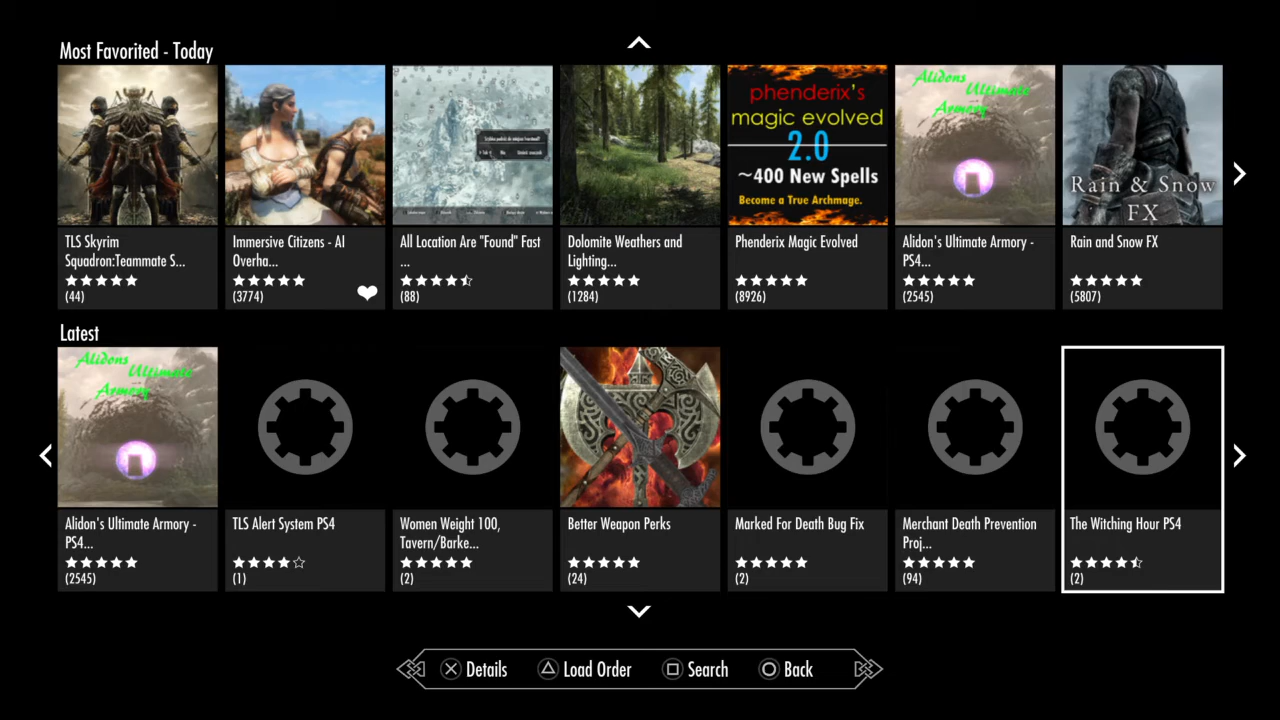 Most Favorited - Today
phenderix's
magic evolved
2.0
~400 New Spells
Become a True Archmage.
Alidons
Ultimate
Armory
Rain & Snow
FX
TLS Skyrim
Squadron:Teammate S...
(44)
Immersive Citizens - AI
Overha...
(3774)
All Location Are "Found" Fast
...
(88)
Dolomite Weathers and
Lighting...
(1284)
Phenderix Magic Evolved
(8926)
Alidon's Ultimate Armory -
PS4...
(2545)
Rain and Snow FX
(5807)
Latest
Alidons
Ultimate
Armory
Alidon's Ultimate Armory -
PS4...
(2545)
TLS Alert System PS4
(1)
Women Weight 100,
Tavern/Barke...
(2)
Better Weapon Perks
(24)
Marked For Death Bug Fix
(2)
Merchant Death Prevention
Proj...
(94)
The Witching Hour PS4
(2)
Details
Load Order
Search
Back